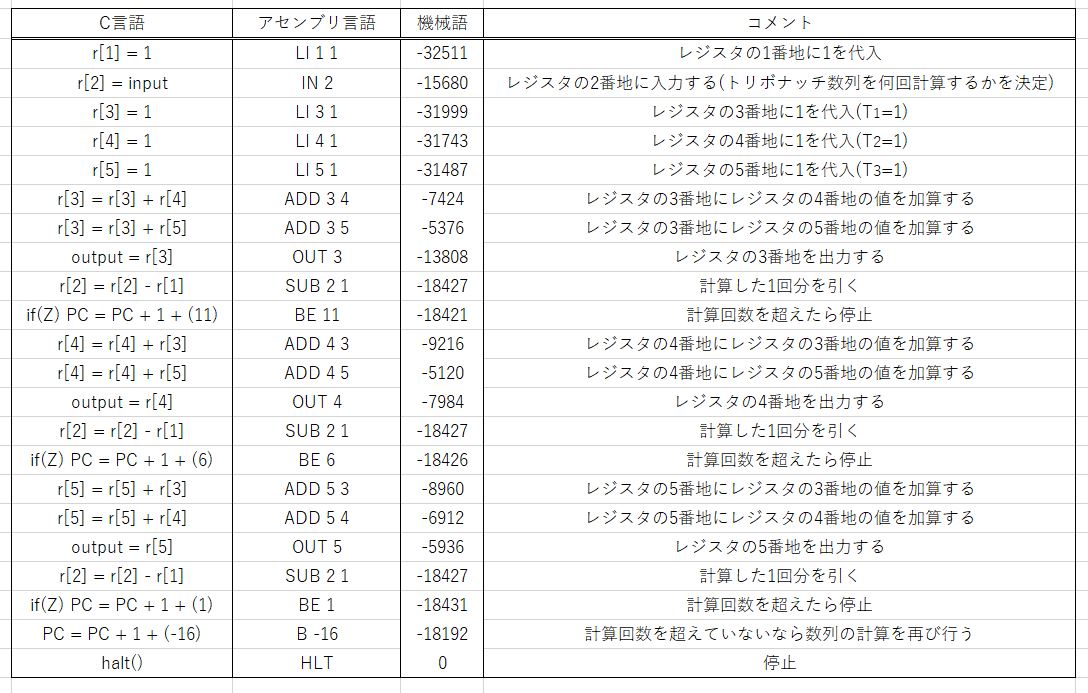 C言語 アセンブリ言語 機械語 コメント
r[1] = 1 LI 1 1 -32511 レジスタの1番地に1を代入
r[2] = input IN 2 -15680 レジスタの2番地に入力する(トリボナッチ数列を何回計算するかを決定)
r[3] = 1 LI 3 1 -31999 レジスタの3番地に1を代入(T1=1)
r[4] = 1 LI 4 1 -31743 レジスタの4番地に1を代入(T2=1)
r[5] = 1 LI 5 1 -31487 レジスタの5番地に1を代入(T3=1)
r[3] = r[3] + r[4] ADD 3 4 -7424 レジスタの3番地にレジスタの4番地の値を加算する
r[3] = r[3] + r[5] ADD 3 5 -5376 レジスタの3番地にレジスタの5番地の値を加算する
output = r[3] OUT 3 -13808 レジスタの3番地を出力する
r[2] = r[2] - r[1] SUB 2 1 -18427 計算した1回分を引く
if(Z) PC = PC + 1 + (11) BE 11 -18421 計算回数を超えたら停止
r[4] = r[4] + r[3] ADD 4 3 -9216 レジスタの4番地にレジスタの3番地の値を加算する
r[4] = r[4] + r[5] ADD 4 5 -5120 レジスタの4番地にレジスタの5番地の値を加算する
output = r[4] OUT 4 -7984 レジスタの4番地を出力する
r[2] = r[2] - r[1] SUB 2 1 -18427 計算した1回分を引く
if(Z) PC = PC + 1 + (6) BE 6 -18426 計算回数を超えたら停止
r[5] = r[5] + r[3] ADD 5 3 -8960 レジスタの5番地にレジスタの3番地の値を加算する
r[5] = r[5] + r[4] ADD 5 4 -6912 レジスタの5番地にレジスタの4番地の値を加算する
output = r[5] OUT 5 -5936 レジスタの5番地を出力する
r[2] = r[2] - r[1] SUB 2 1 -18427 計算した1回分を引く
if(Z) PC = PC + 1 + (1) BE 1 -18431 計算回数を超えたら停止
PC = PC + 1 + (-16) B -16 -18192 計算回数を超えていないなら数列の計算を再び行う
halt() HLT 0 停止